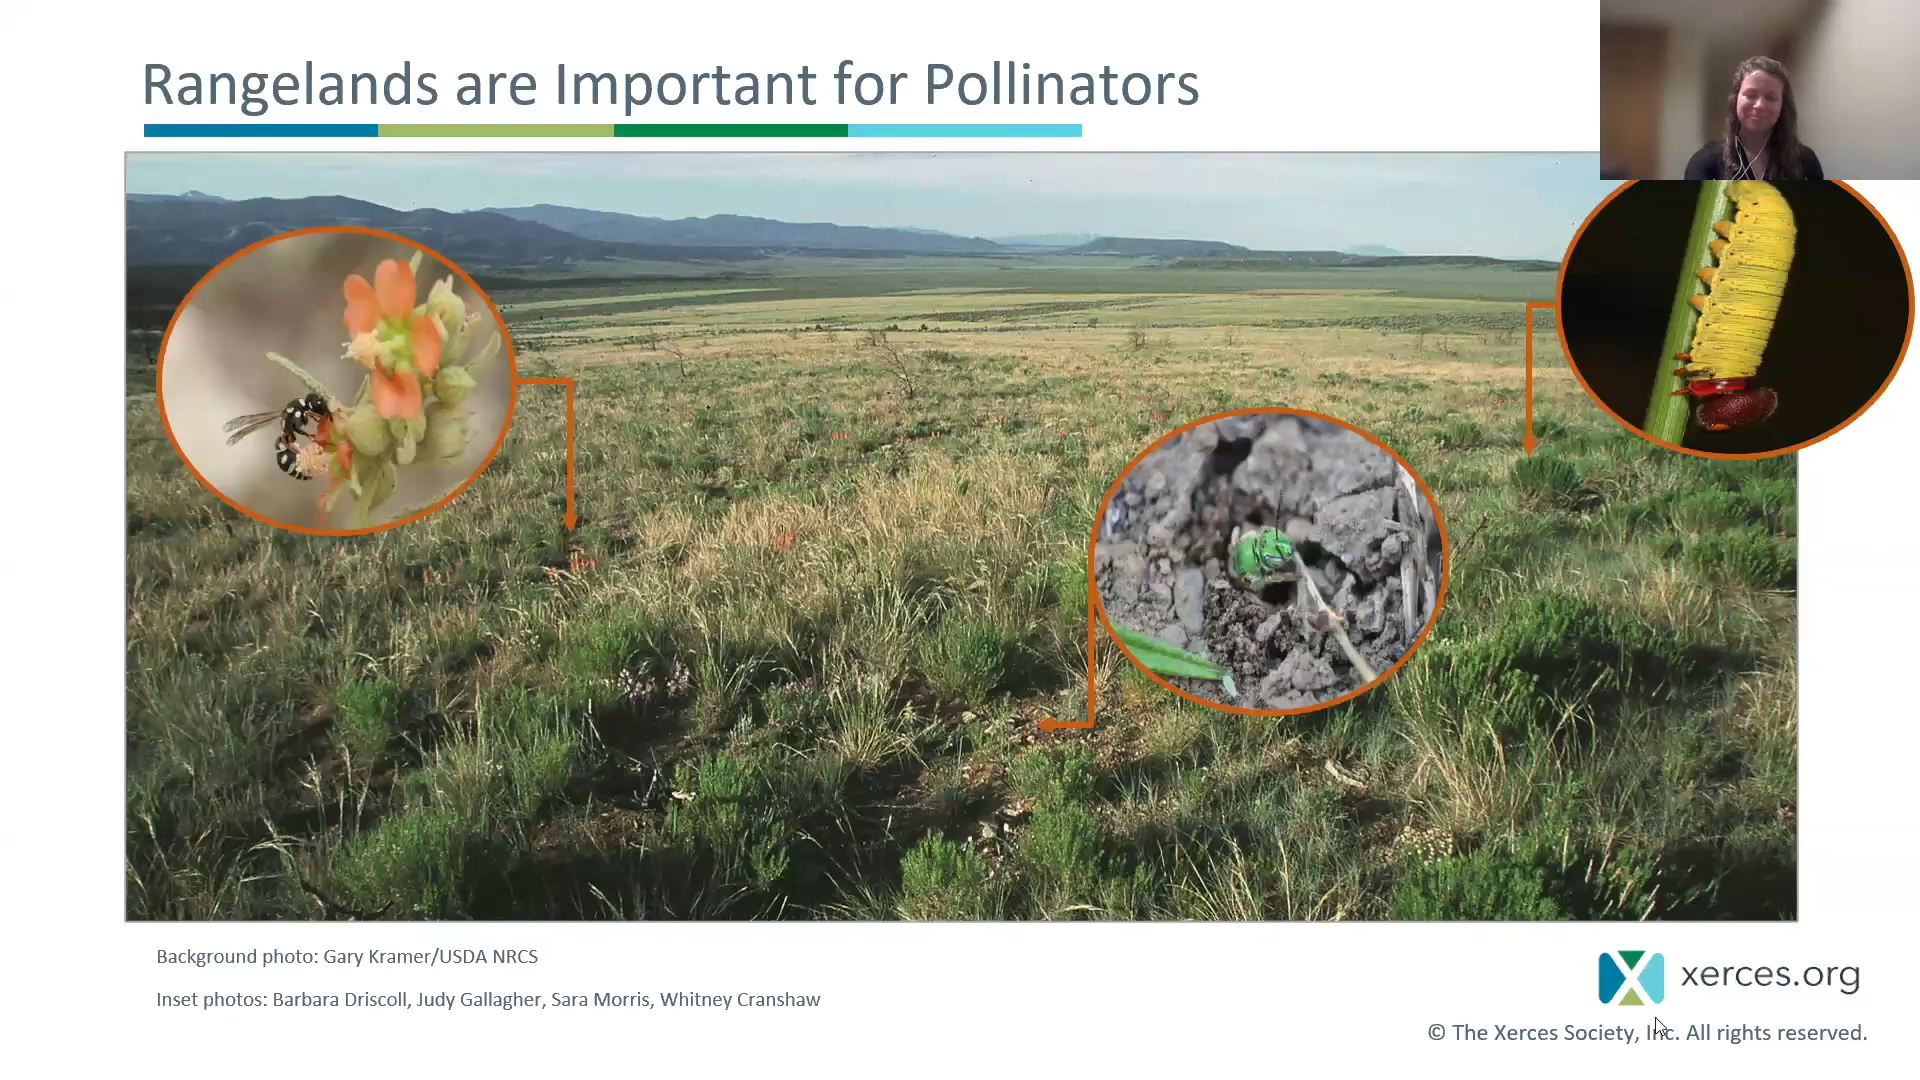 Rangelands are Important for Pollinators
Background photo: Gary Kramer/USDA NRCS
Inset photos: Barbara Driscoll, Judy Gallagher, Sara Morris, Whitney Cranshaw
xerces.org
© The Xerces Society, Inc. All rights reserved.